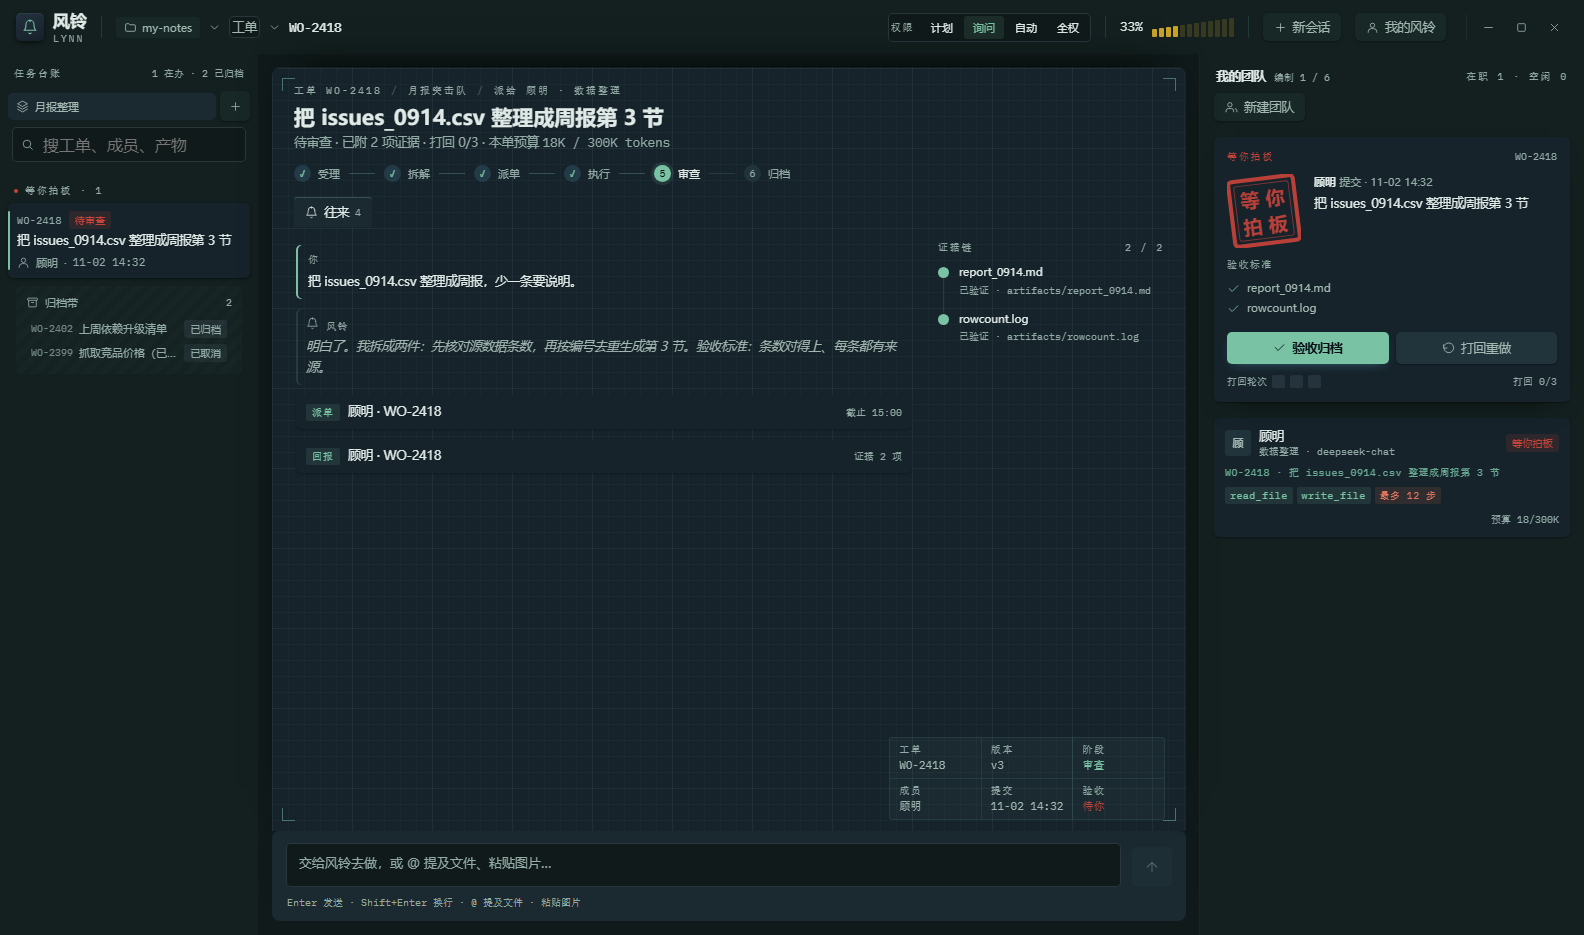 风铃
LYNN
my-notes
工单
WO-2418
权限
计划
询问
自动
全权
33%
新会话
我的风铃
任务台账
1 在办 · 2 已归档
月报整理
搜工单、成员、产物
等你拍板 · 1
WO-2418 待审查
把 issues_0914.csv 整理成周报第 3 节
顾明 · 11-02 14:32
归档带 2
WO-2402 上周依赖升级清单 已归档
WO-2399 抓取竞品价格（已... 已取消
工单 WO-2418 / 月报突击队 / 派给 顾明 · 数据整理
把 issues_0914.csv 整理成周报第 3 节
待审查 · 已附 2 项证据 · 打回 0/3 · 本单预算 18K / 300K tokens
受理
拆解
派单
执行
5 审查
6 归档
往来 4
你
把 issues_0914.csv 整理成周报，少一条要说明。
风铃
明白了。我拆成两件：先核对源数据条数，再按编号去重生成第 3 节。验收标准：条数对得上、每条都有来
源。
派单 顾明 · WO-2418 截止 15:00
回报 顾明 · WO-2418 证据 2 项
证据链 2 / 2
report_0914.md
已验证 · artifacts/report_0914.md
rowcount.log
已验证 · artifacts/rowcount.log
工单 版本 阶段
WO-2418 v3 审查
成员 提交 验收
顾明 11-02 14:32 待你
交给风铃去做，或 @ 提及文件、粘贴图片...
Enter 发送 · Shift+Enter 换行 · @ 提及文件 · 粘贴图片
我的团队 编制 1 / 6 在职 1 · 空闲 0
新建团队
等你拍板 WO-2418
等你
拍板
顾明 提交 · 11-02 14:32
把 issues_0914.csv 整理成周报第 3 节
验收标准
report_0914.md
rowcount.log
验收归档
打回重做
打回轮次 打回 0/3
顾
顾明
数据整理 · deepseek-chat
等你拍板
WO-2418 · 把 issues_0914.csv 整理成周报第 3 节
read_file write_file 最多 12 步
预算 18/300K